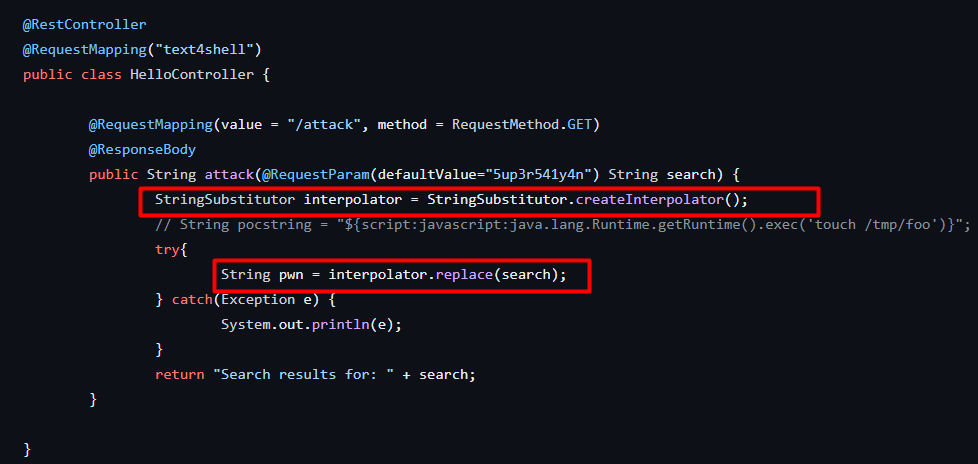 @RestController
@RequestMapping("text4shell")
public class HelloController {
@RequestMapping(value = "/attack", method = RequestMethod.GET)
@ResponseBody
public String attack(@RequestParam(defaultValue="5up3r541y4n") String search) {
StringSubstitutor interpolator = StringSubstitutor.createInterpolator();
// String pocstring = "${script:javascript:java.lang.Runtime.getRuntime().exec('touch /tmp/foo')}";
try{
String pwn = interpolator.replace(search);
} catch(Exception e) {
System.out.println(e);
}
return "Search results for: " + search;
}
}